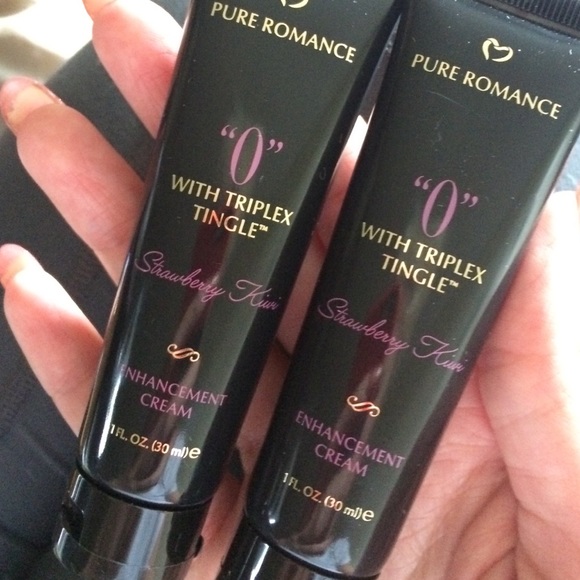 PURE ROMANCE
"O"
WITH TRIPLEX
TINGLE™
Strawberry Kiwi
ENHANCEMENT
CREAM
1 FL. OZ. (30 ml)e
PURE ROMANCE
"O"
WITH TRIPLEX
TINGLE™
Strawberry Kiwi
ENHANCEMENT
CREAM
1 FL. OZ. (30 ml)e